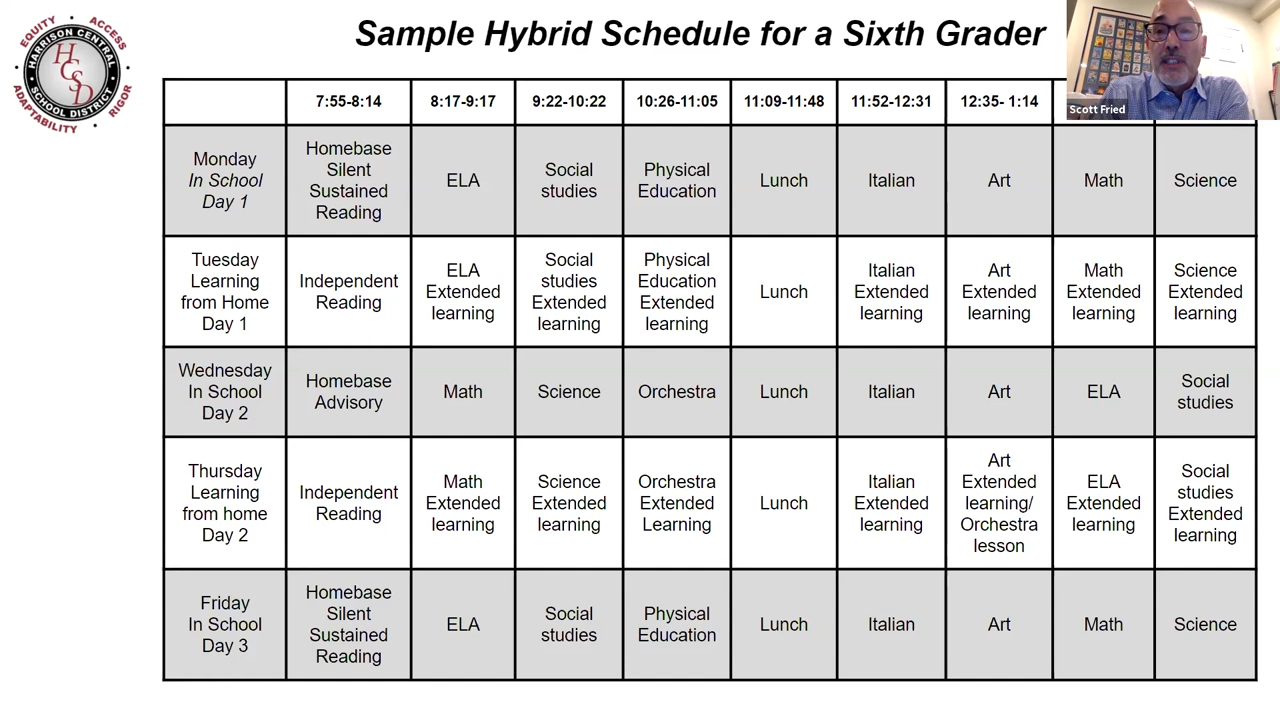 EQUITY
ACCESS
HARRISON CENTRAL
HCSD
SCHOOL DISTRICT
ADAPTABILITY
RIGOR
Sample Hybrid Schedule for a Sixth Grader
Scott Fried
7:55-8:14
8:17-9:17
9:22-10:22
10:26-11:05
11:09-11:48
11:52-12:31
12:35- 1:14
Monday
In School
Day 1
Homebase
Silent
Sustained
Reading
ELA
Social
studies
Physical
Education
Lunch
Italian
Art
Math
Science
Tuesday
Learning
from Home
Day 1
Independent
Reading
ELA
Extended
learning
Social
studies
Extended
learning
Physical
Education
Extended
learning
Lunch
Italian
Extended
learning
Art
Extended
learning
Math
Extended
learning
Science
Extended
learning
Wednesday
In School
Day 2
Homebase
Advisory
Math
Science
Orchestra
Lunch
Italian
Art
ELA
Social
studies
Thursday
Learning
from home
Day 2
Independent
Reading
Math
Extended
learning
Science
Extended
learning
Orchestra
Extended
Learning
Lunch
Italian
Extended
learning
Art
Extended
learning/
Orchestra
lesson
ELA
Extended
learning
Social
studies
Extended
learning
Friday
In School
Day 3
Homebase
Silent
Sustained
Reading
ELA
Social
studies
Physical
Education
Lunch
Italian
Art
Math
Science